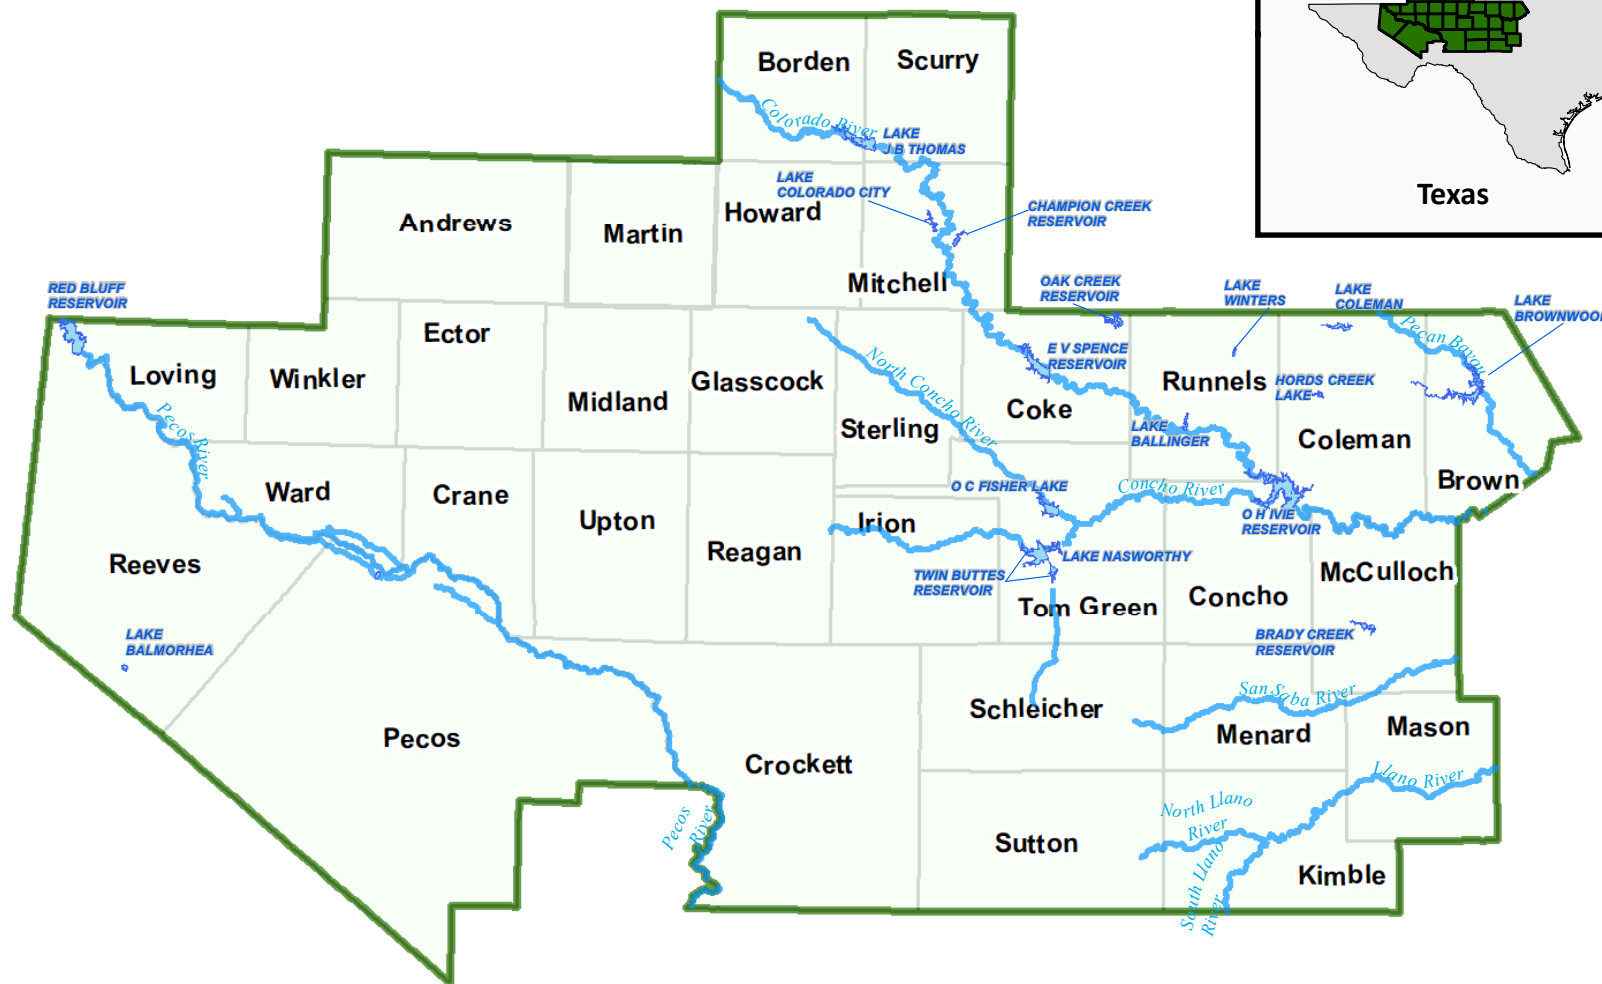 Borden
Scurry
Colorado River
LAKE
J B THOMAS
Texas
LAKE
COLORADO CITY
Howard
CHAMPION CREEK
RESERVOIR
Andrews
Martin
Mitchell
RED BLUFF
RESERVOIR
OAK CREEK
RESERVOIR
LAKE
WINTERS
LAKE
COLEMAN
LAKE
BROWNWOOD
Pecan Bayou
Ector
Loving
Winkler
Midland
Glasscock
North Concho River
E V SPENCE
RESERVOIR
Runnels
HORDS CREEK
LAKE
Coke
Sterling
LAKE
BALLINGER
Coleman
Pecos River
Ward
Crane
Upton
O C FISHER LAKE
Concho River
Brown
Irion
O H IVIE
RESERVOIR
Reeves
Reagan
LAKE NASWORTHY
TWIN BUTTES
RESERVOIR
McCulloch
Tom Green
Concho
LAKE
BALMORHEA
BRADY CREEK
RESERVOIR
San Saba River
Schleicher
Menard
Mason
Pecos
Crockett
Llano River
North Llano
River
Pecos
River
Sutton
South Llano
River
Kimble